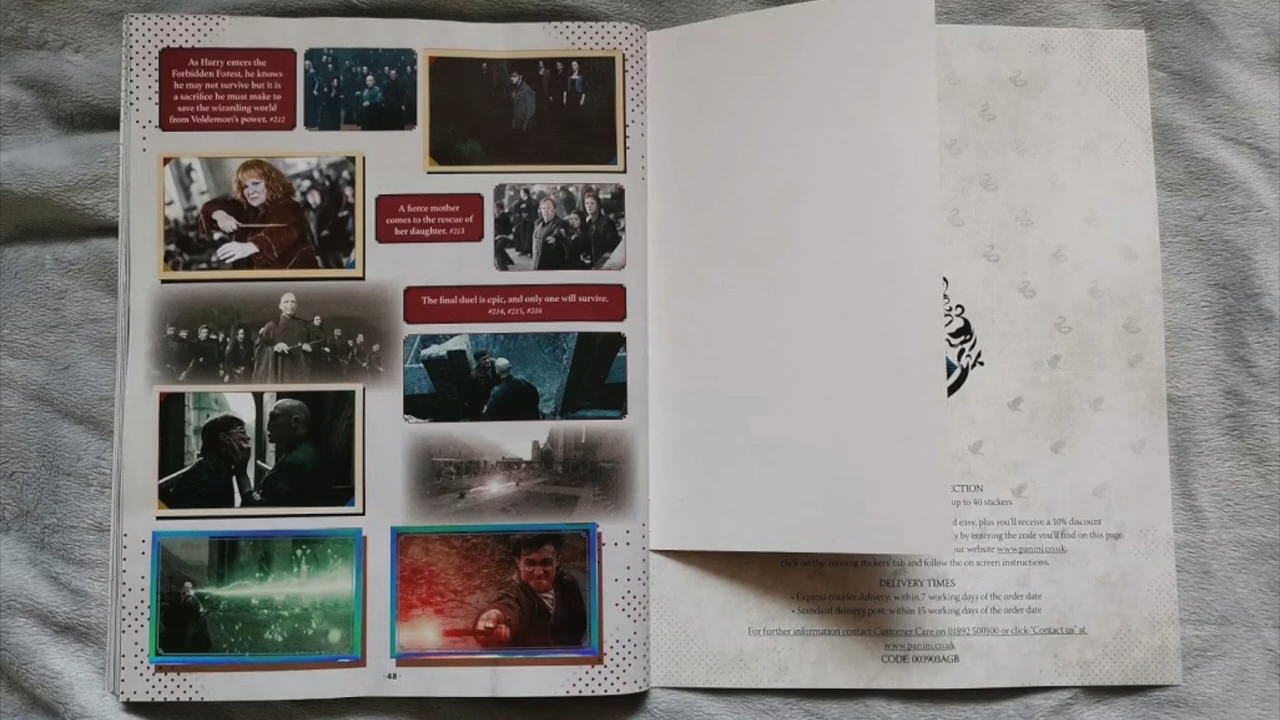 As Harry enters the
Forbidden Forest, he knows
he may not survive but it is
a sacrifice he must make to
save the wizarding world
from Voldemort's power. #212
A fierce mother
comes to the rescue of
her daughter. #213
The final duel is epic, and only one will survive.
#214, #215, #216
48
CTION
up to 40 stickers
d easy, plus you'll receive a 10% discount
y by entering the code you'll find on this page.
our website www.panini.co.uk,
click on the 'missing stickers' tab and follow the on screen instructions.
DELIVERY TIMES
• Express courier delivery: within 7 working days of the order date
• Standard delivery post: within 15 working days of the order date
For further information contact Customer Care on 01892 500100 or click "Contact us" at
www.panini.co.uk
CODE: 003903AGB